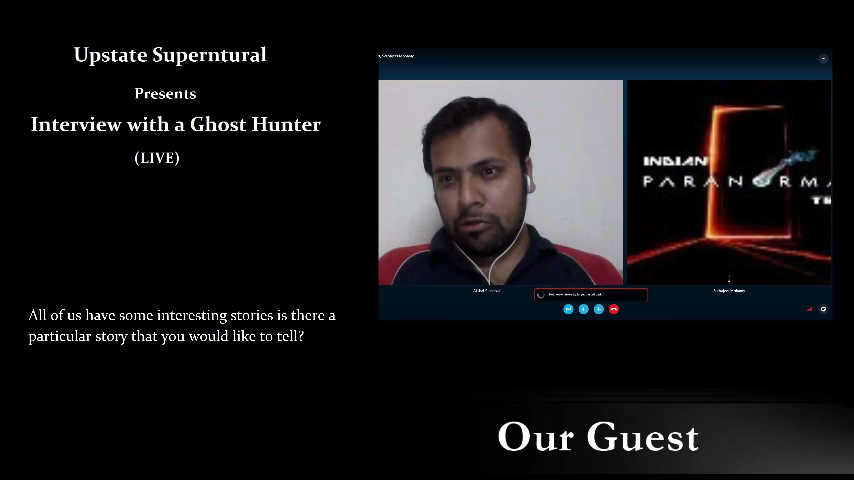 Upstate Superntural
Presents
Interview with a Ghost Hunter
(LIVE)
INDIAN
PARANORMA
All of us have some interesting stories is there a
particular story that you would like to tell?
Our Guest